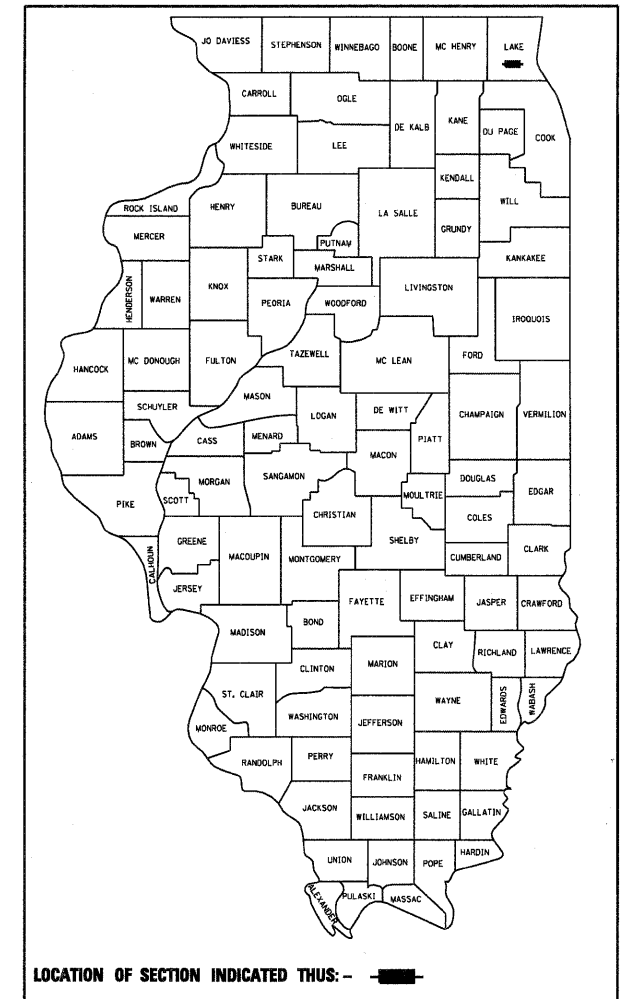 JO DAVIESS
STEPHENSON
WINNEBAGO
BOONE
MC HENRY
LAKE
CARROLL
OGLE
DE KALB
KANE
DU PAGE
COOK
WHITESIDE
LEE
KENDALL
WILL
ROCK ISLAND
HENRY
BUREAU
LA SALLE
GRUNDY
MERCER
PUTNAM
STARK
MARSHALL
KANKAKEE
HENDERSON
WARREN
KNOX
PEORIA
WOODFORD
LIVINGSTON
IROQUOIS
HANCOCK
MC DONOUGH
FULTON
TAZEWELL
MC LEAN
FORD
SCHUYLER
MASON
LOGAN
DE WITT
CHAMPAIGN
VERMILION
ADAMS
BROWN
CASS
MENARD
MACON
PIATT
PIKE
SCOTT
MORGAN
SANGAMON
CHRISTIAN
MOULTRIE
DOUGLAS
EDGAR
COLES
GREENE
MACOUPIN
MONTGOMERY
SHELBY
CUMBERLAND
CLARK
CALHOUN
JERSEY
FAYETTE
EFFINGHAM
JASPER
CRAWFORD
MADISON
BOND
CLAY
RICHLAND
LAWRENCE
CLINTON
MARION
ST. CLAIR
WAYNE
EDWARDS
WABASH
MONROE
WASHINGTON
JEFFERSON
RANDOLPH
PERRY
HAMILTON
WHITE
FRANKLIN
JACKSON
WILLIAMSON
SALINE
GALLATIN
UNION
JOHNSON
POPE
HARDIN
ALEXANDER
PULASKI
MASSAC
LOCATION OF SECTION INDICATED THUS: -